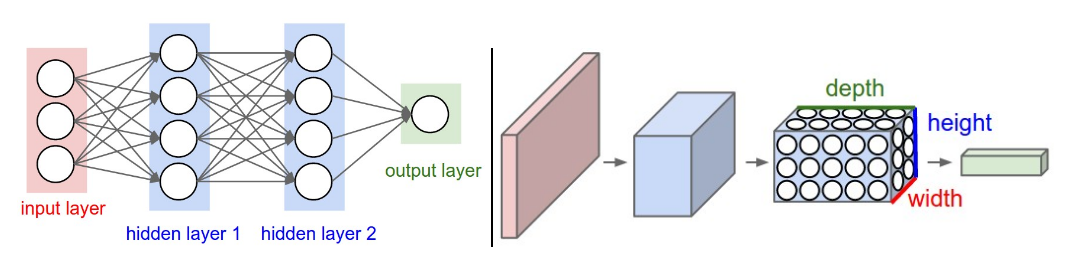 input layer
hidden layer 1
hidden layer 2
output layer
depth
height
width